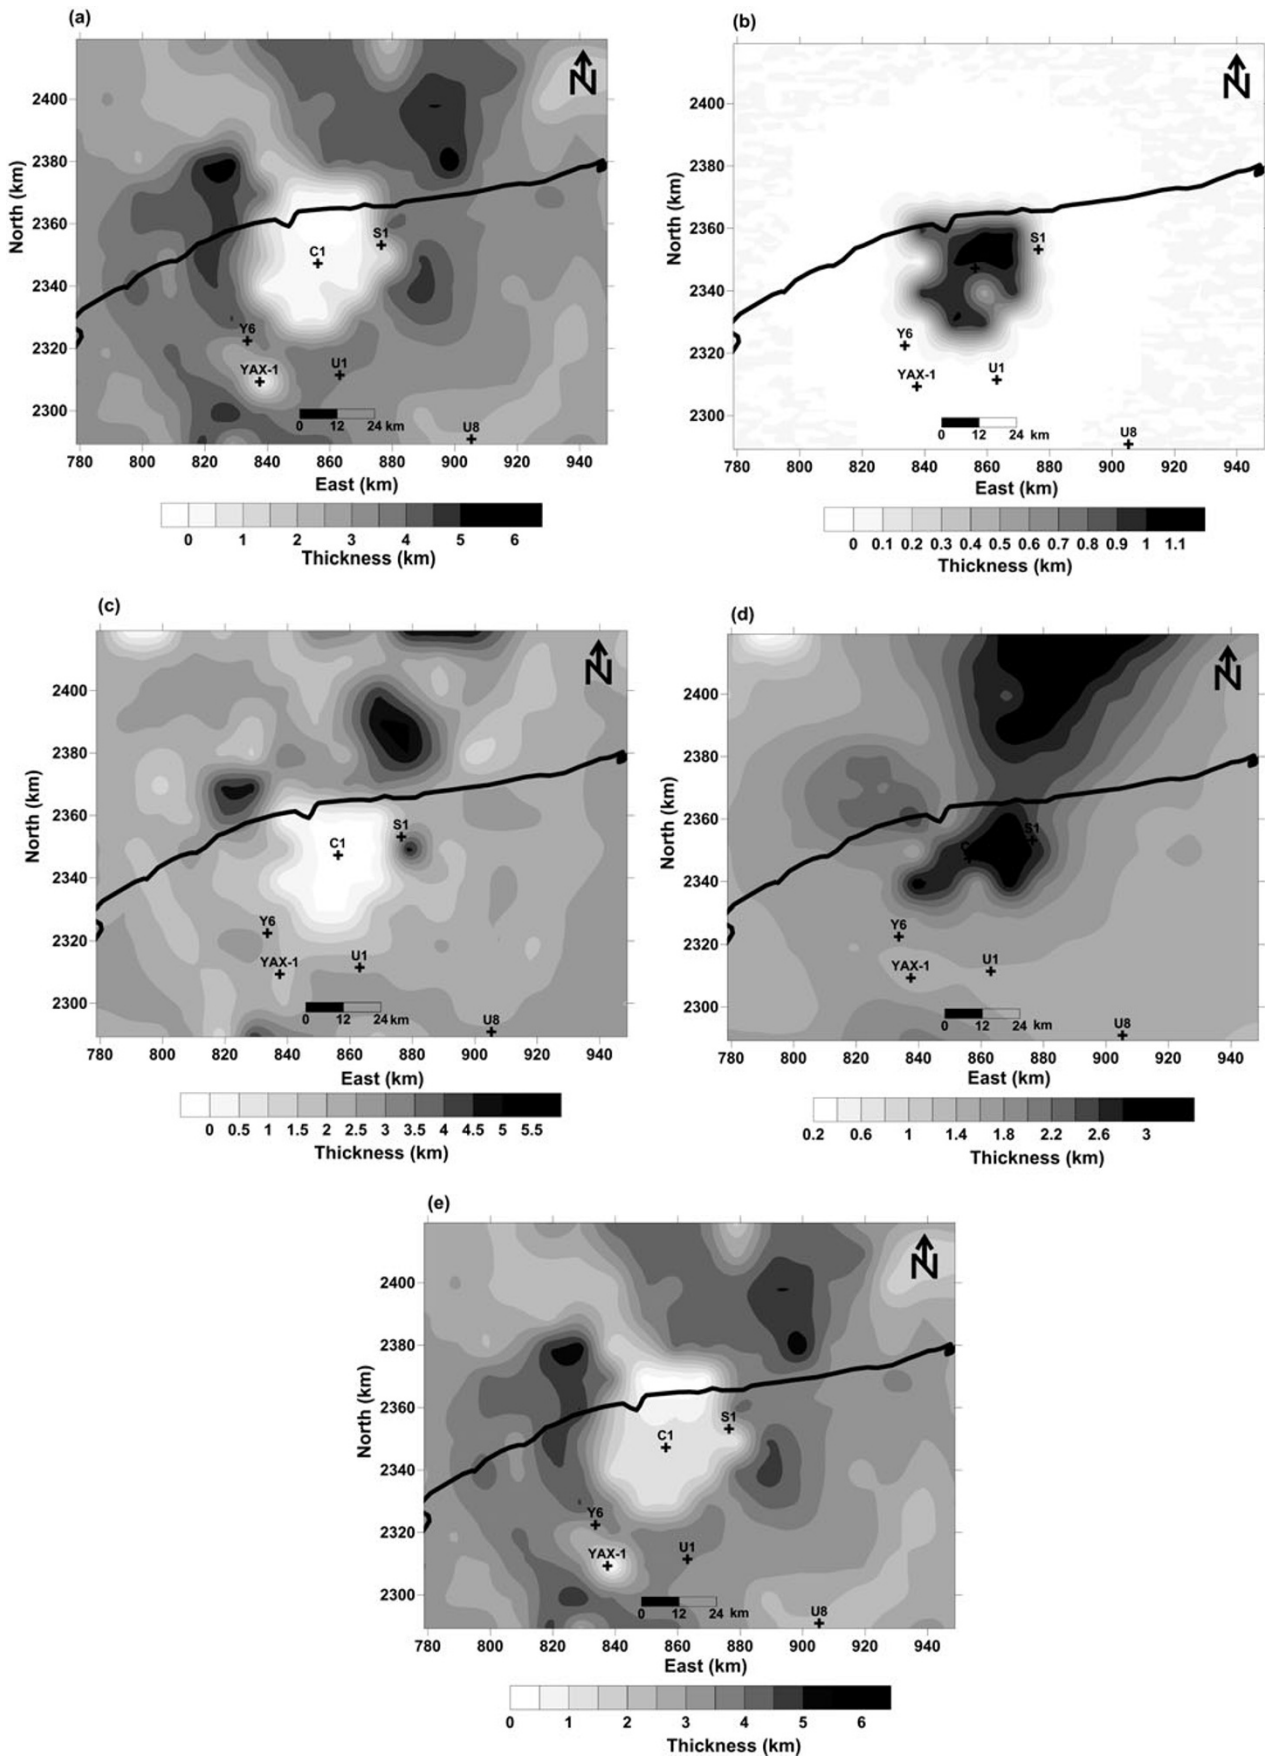 (a)
N
2400
2380
2360
2340
2320
2300
North (km)
C1
S1
Y6
YAX-1
U1
U8
0 12 24 km
780 800 820 840 860 880 900 920 940
East (km)
0 1 2 3 4 5 6
Thickness (km)
(b)
N
2400
2380
2360
2340
2320
2300
North (km)
S1
Y6
YAX-1
U1
U8
0 12 24 km
780 800 820 840 860 880 900 920 940
East (km)
0 0.1 0.2 0.3 0.4 0.5 0.6 0.7 0.8 0.9 1 1.1
Thickness (km)
(c)
N
2400
2380
2360
2340
2320
2300
North (km)
C1
S1
Y6
YAX-1
U1
U8
0 12 24 km
780 800 820 840 860 880 900 920 940
East (km)
0 0.5 1 1.5 2 2.5 3 3.5 4 4.5 5 5.5
Thickness (km)
(d)
N
2400
2380
2360
2340
2320
2300
North (km)
S1
Y6
YAX-1
U1
U8
0 12 24 km
780 800 820 840 860 880 900 920 940
East (km)
0.2 0.6 1 1.4 1.8 2.2 2.6 3
Thickness (km)
(e)
N
2400
2380
2360
2340
2320
2300
North (km)
C1
S1
Y6
YAX-1
U1
U8
0 12 24 km
780 800 820 840 860 880 900 920 940
East (km)
0 1 2 3 4 5 6
Thickness (km)